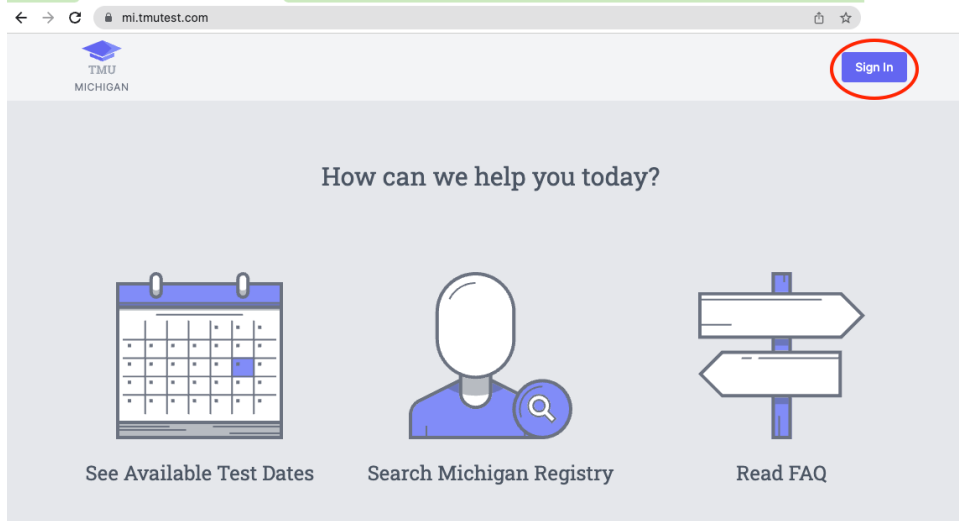 mi.tmutest.com
TMU
MICHIGAN
Sign In
How can we help you today?
See Available Test Dates
Search Michigan Registry
Read FAQ